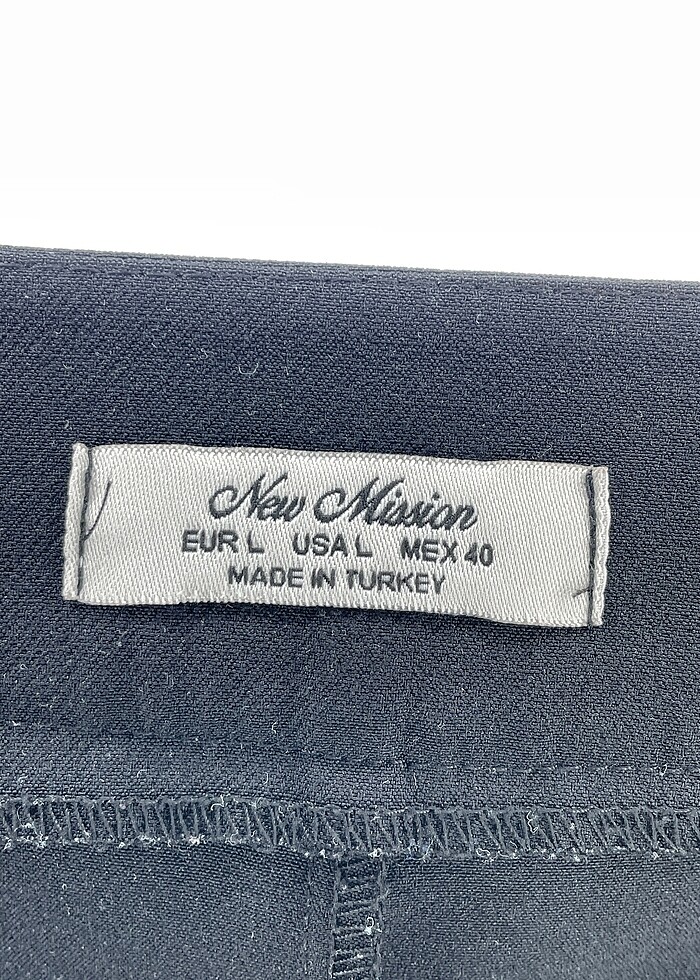 New Mission
EUR L USA L MEX 40
MADE IN TURKEY